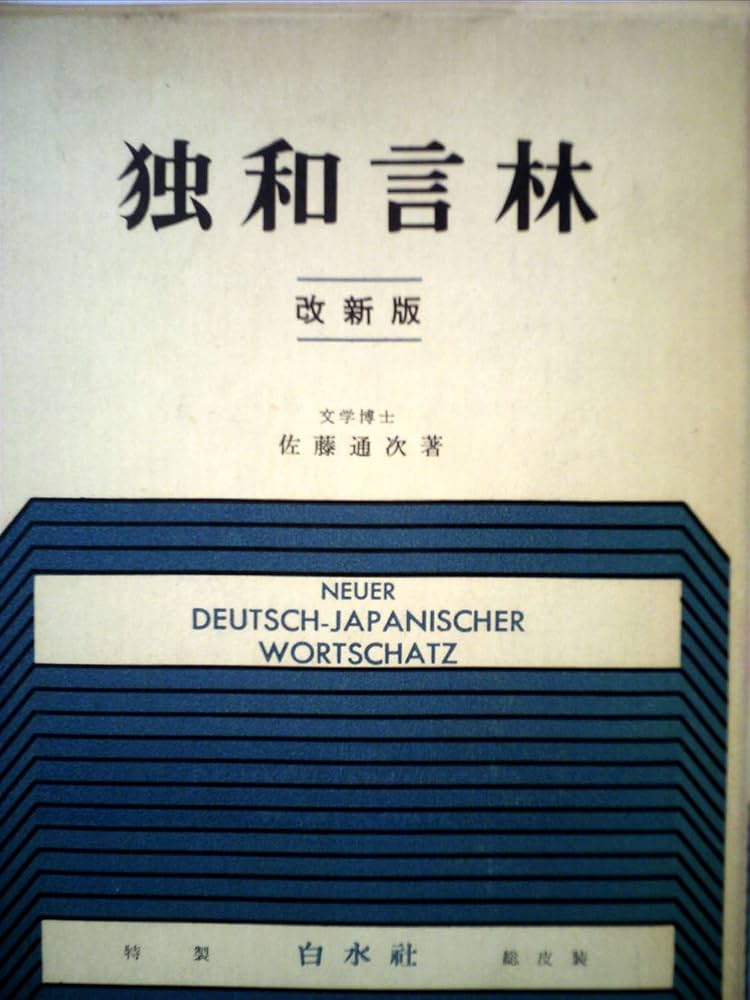 独和言林
改新版
文学博士
佐藤通次著
NEUER
DEUTSCH-JAPANISCHER
WORTSCHATZ
特製 白水社 総皮装